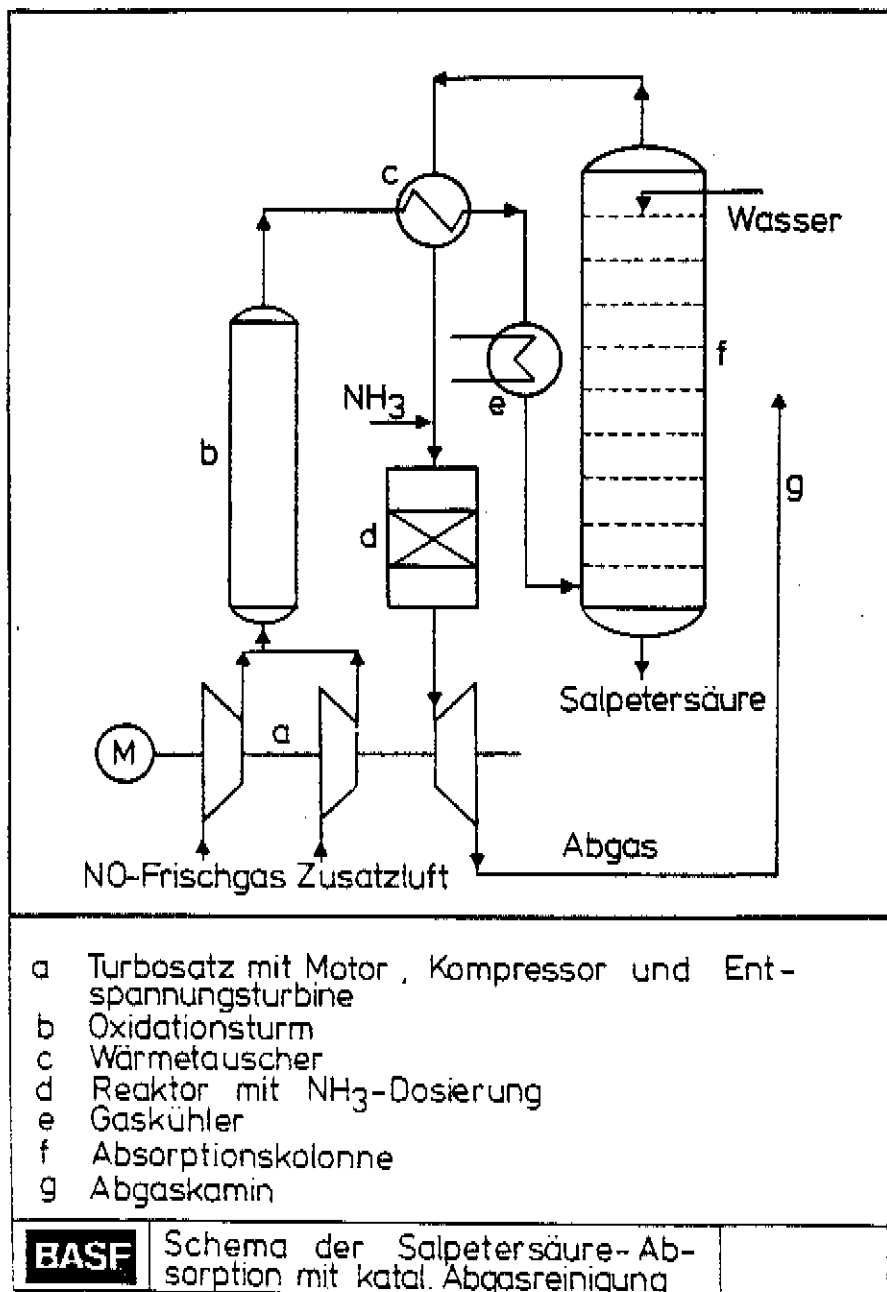 c
Wasser
f
e
NH3
b
g
d
Salpetersäure
M
a
Abgas
NO-Frischgas Zusatzluft
a Turbosatz mit Motor, Kompressor und Ent-
spannungsturbine
b Oxidationsturm
c Wärmetauscher
d Reaktor mit NH3-Dosierung
e Gaskühler
f Absorptionskolonne
g Abgaskamin
BASF
Schema der Salpetersäure-Ab-
sorption mit katal. Abgasreinigung